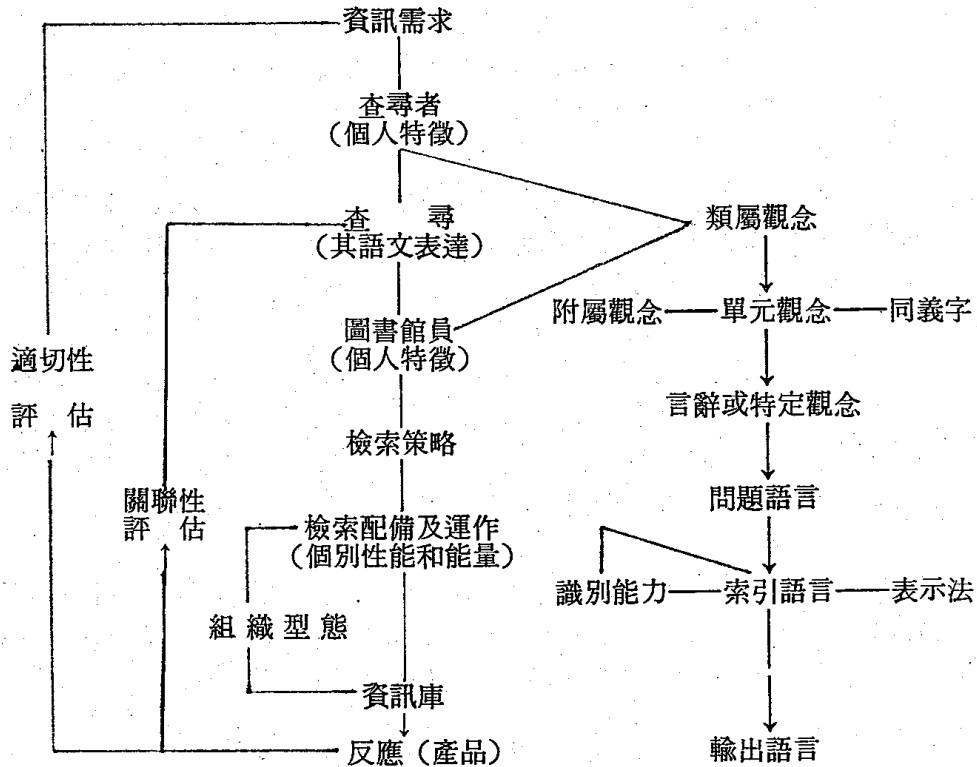 資訊需求
查尋者
（個人特徵）
查　尋
（其語文表達）
圖書館員
（個人特徵）
檢索策略
檢索配備及運作
（個別性能和能量）
資訊庫
反應（產品）
適切性
評　估
關聯性
評　估
組織型態
類屬觀念
附屬觀念 單元觀念 同義字
言辭或特定觀念
問題語言
識別能力 索引語言 表示法
輸出語言